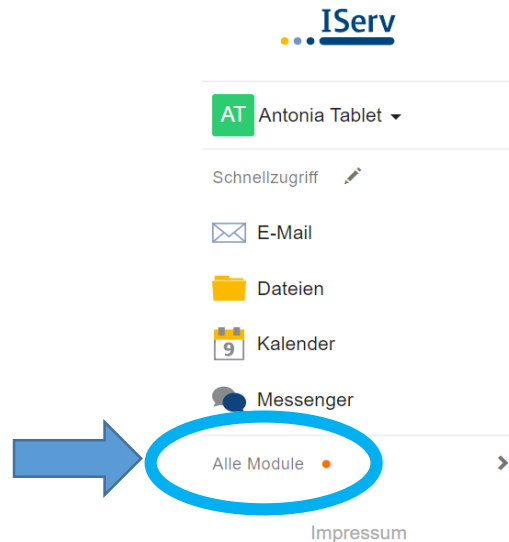 IServ
AT Antonia Tablet
Schnellzugriff
E-Mail
Dateien
9 Kalender
Messenger
Alle Module
Impressum